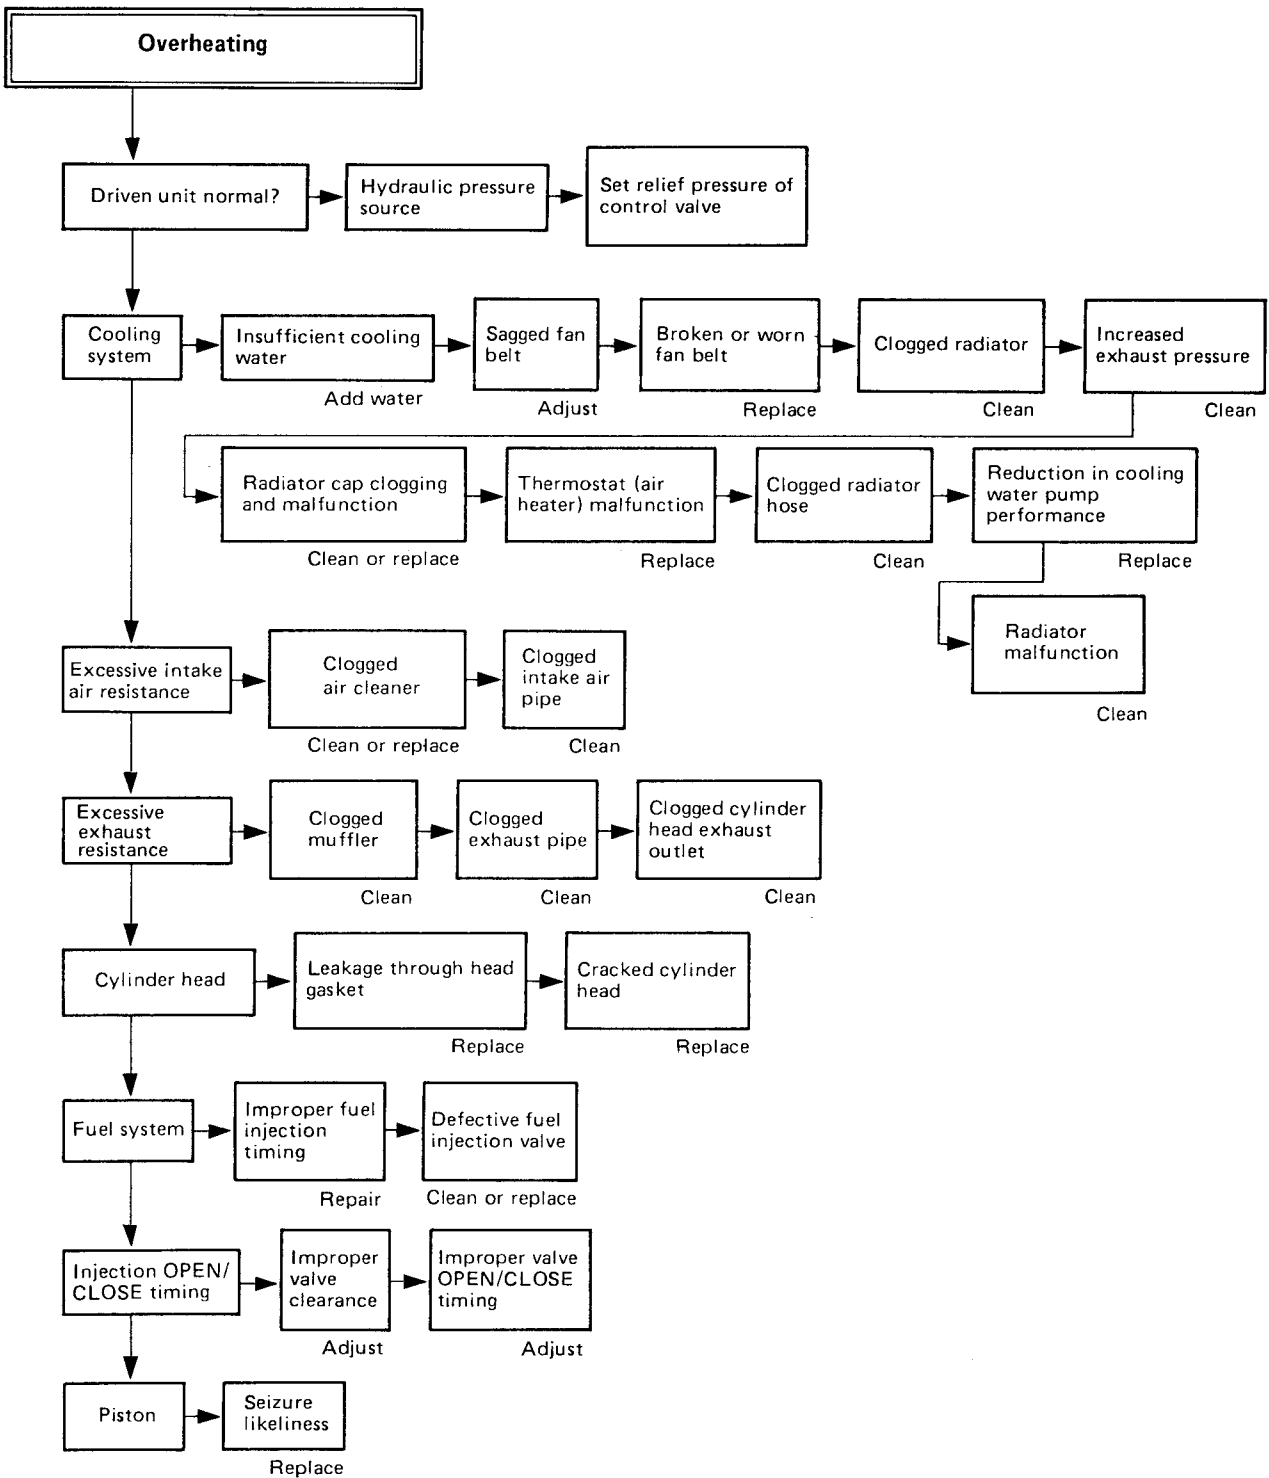 Overheating
Driven unit normal?
Hydraulic pressure
source
Set relief pressure of
control valve
Cooling
system
Insufficient cooling
water
Add water
Sagged fan
belt
Adjust
Broken or worn
fan belt
Replace
Clogged radiator
Clean
Increased
exhaust pressure
Clean
Radiator cap clogging
and malfunction
Clean or replace
Thermostat (air
heater) malfunction
Replace
Clogged radiator
hose
Clean
Reduction in cooling
water pump
performance
Replace
Radiator
malfunction
Clean
Excessive intake
air resistance
Clogged
air cleaner
Clean or replace
Clogged
intake air
pipe
Clean
Excessive
exhaust
resistance
Clogged
muffler
Clean
Clogged
exhaust pipe
Clean
Clogged cylinder
head exhaust
outlet
Clean
Cylinder head
Leakage through head
gasket
Replace
Cracked cylinder
head
Replace
Fuel system
Improper fuel
injection
timing
Repair
Defective fuel
injection valve
Clean or replace
Injection OPEN/
CLOSE timing
Improper
valve
clearance
Adjust
Improper valve
OPEN/CLOSE
timing
Adjust
Piston
Seizure
likeliness
Replace